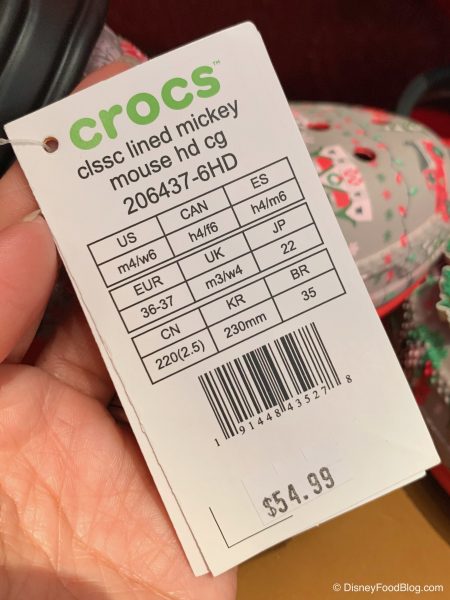 crocs™
clssc lined mickey
mouse hd cg
206437-6HD
US CAN ES
m4/w6 h4/f6 h4/m6
EUR UK JP
36-37 m3/w4 22
CN KR BR
220(2.5) 230mm 35
1 91448 43527 8
$54.99
© DisneyFoodBlog.com